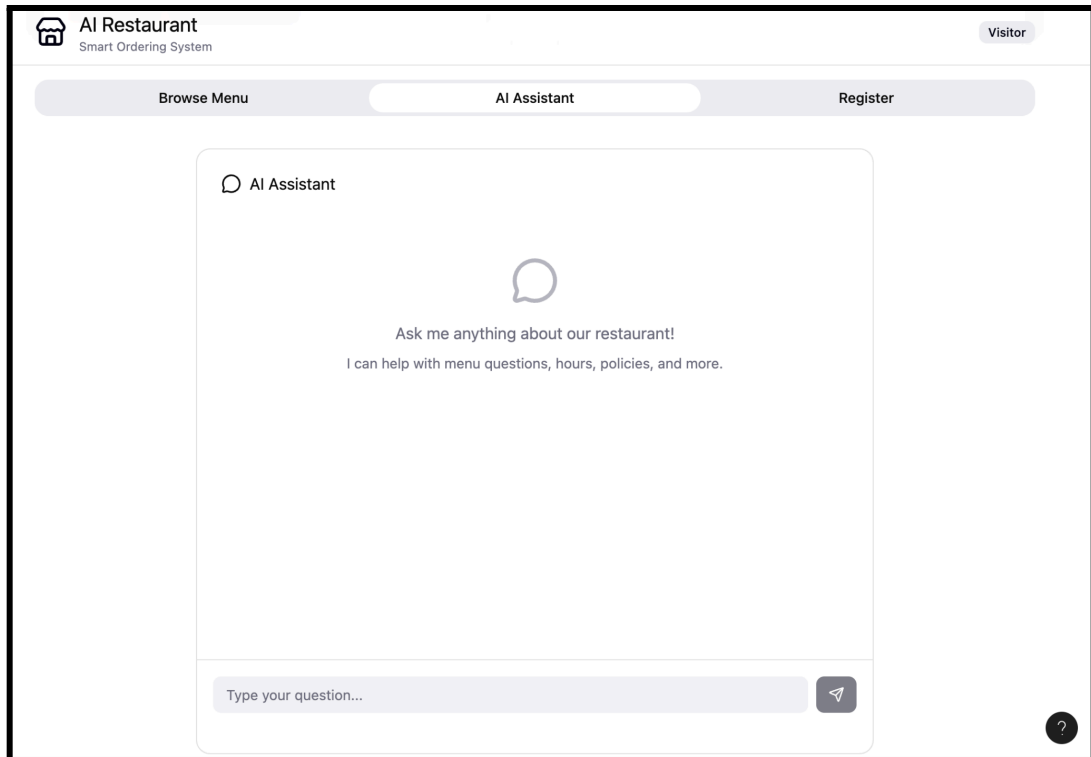 AI Restaurant
Smart Ordering System
Visitor
Browse Menu
AI Assistant
Register
AI Assistant
Ask me anything about our restaurant!
I can help with menu questions, hours, policies, and more.
Type your question...
?